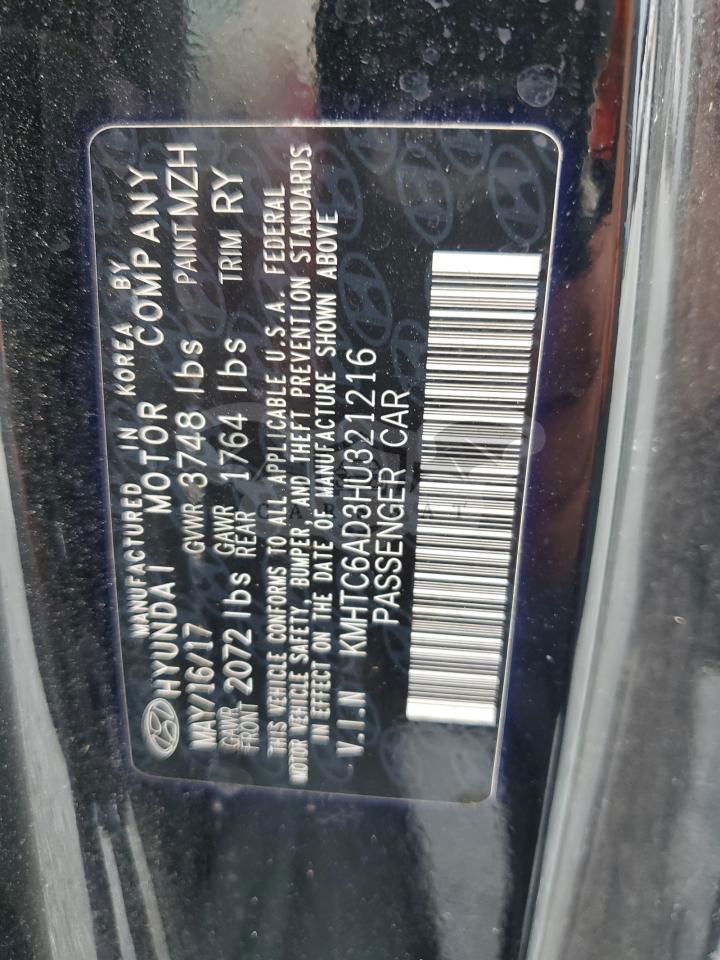 MANUFACTURED IN KOREA BY
HYUNDAI MOTOR COMPANY
MAY/16/17 GVWR 3748 lbs PAINT MZH
GAWR FRONT 2072 lbs GAWR REAR 1764 lbs TRIM RY
THIS VEHICLE CONFORMS TO ALL APPLICABLE U.S.A. FEDERAL
MOTOR VEHICLE SAFETY, BUMPER, AND THEFT PREVENTION STANDARDS
IN EFFECT ON THE DATE OF MANUFACTURE SHOWN ABOVE
V.I.N KMHTC6AD3HU321216
PASSENGER CAR